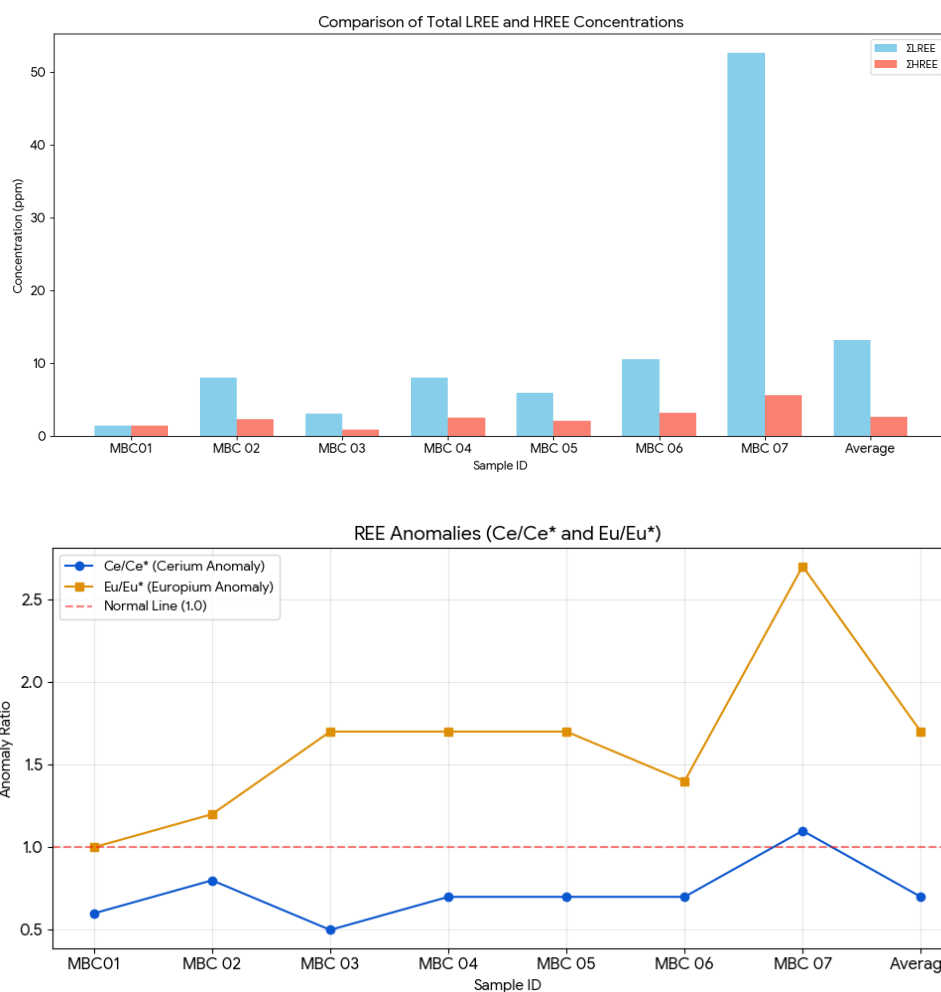 Comparison of Total LREE and HREE Concentrations
ΣLREE
ΣHREE
50
40
30
20
10
0
Concentration (ppm)
MBC01 MBC 02 MBC 03 MBC 04 MBC 05 MBC 06 MBC 07 Average
Sample ID
REE Anomalies (Ce/Ce* and Eu/Eu*)
Ce/Ce* (Cerium Anomaly)
Eu/Eu* (Europium Anomaly)
Normal Line (1.0)
2.5
2.0
1.5
1.0
0.5
Anomaly Ratio
MBC01 MBC 02 MBC 03 MBC 04 MBC 05 MBC 06 MBC 07 Averag
Sample ID